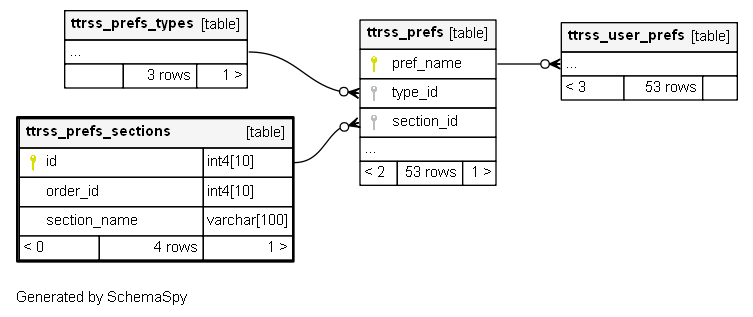 ttrss_prefs_types [table]
...
3 rows 1 >
ttrss_prefs [table]
pref_name
type_id
section_id
...
< 2 53 rows 1 >
ttrss_user_prefs [table]
...
< 3 53 rows
ttrss_prefs_sections [table]
id int4[10]
order_id int4[10]
section_name varchar[100]
< 0 4 rows 1 >
Generated by SchemaSpy